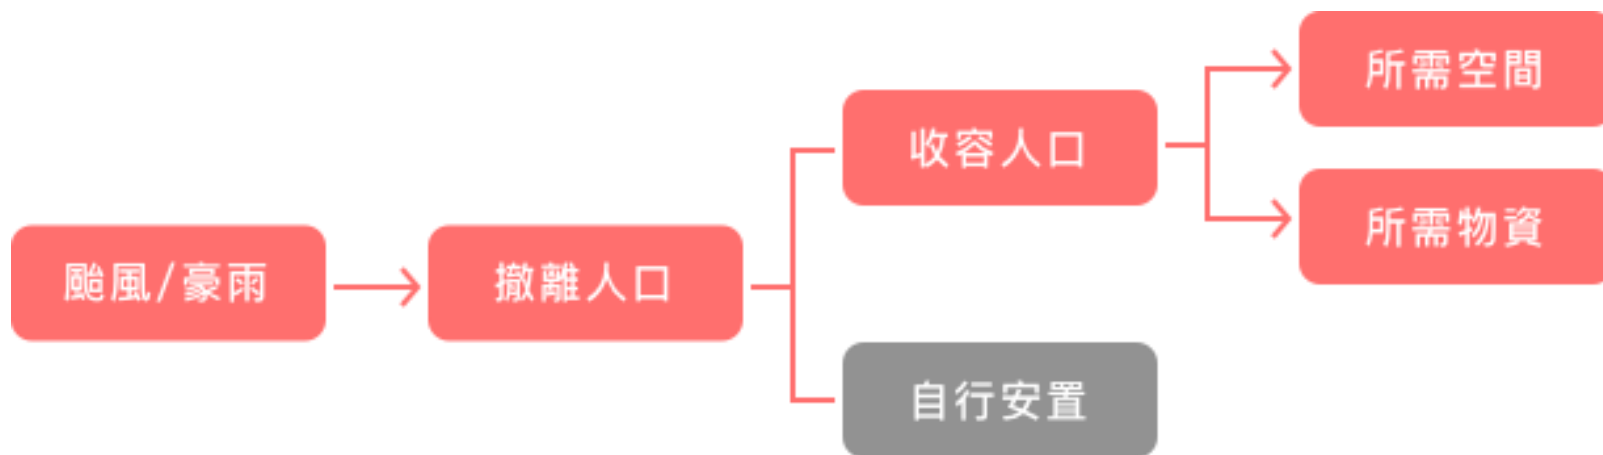 颱風/豪雨
撤離人口
收容人口
自行安置
所需空間
所需物資